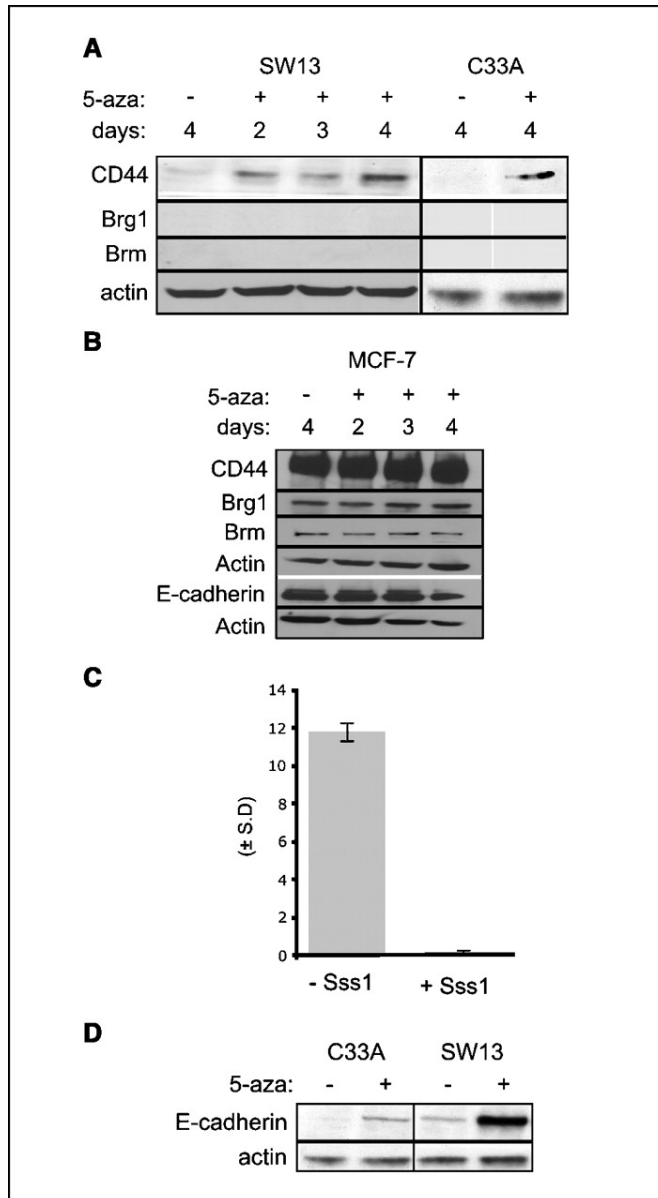 A
SW13 C33A
5-aza: - + + + - +
days: 4 2 3 4 4 4
CD44
Brg1
Brm
actin
B
MCF-7
5-aza: - + + +
days: 4 2 3 4
CD44
Brg1
Brm
Actin
E-cadherin
Actin
C
14
12
10
8
6
4
2
0
(± S.D)
- Sss1 + Sss1
D
C33A SW13
5-aza: - + - +
E-cadherin
actin